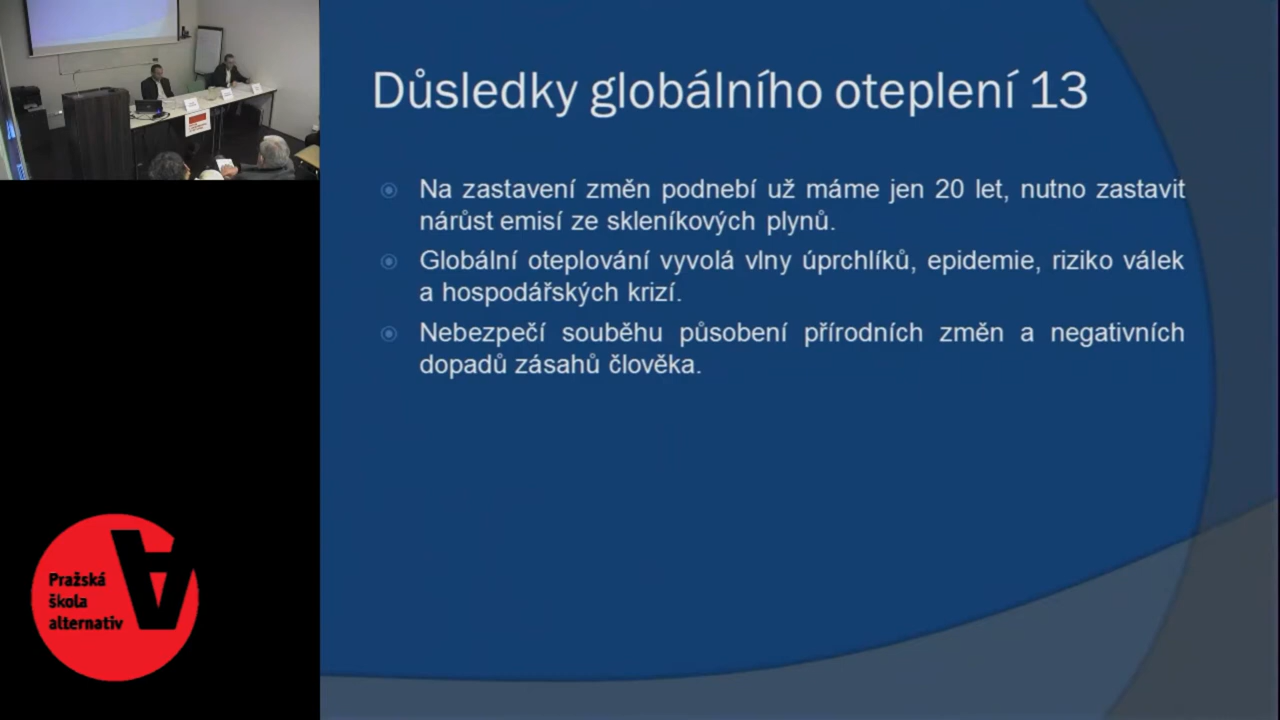 Důsledky globálního oteplení 13
Na zastavení změn podnebí už máme jen 20 let, nutno zastavit
nárůst emisí ze skleníkových plynů.
Globální oteplování vyvolá vlny úprchlíků, epidemie, riziko válek
a hospodářských krizí.
Nebezpečí souběhu působení přírodních změn a negativních
dopadů zásahů člověka.
Pražská
škola
alternativ